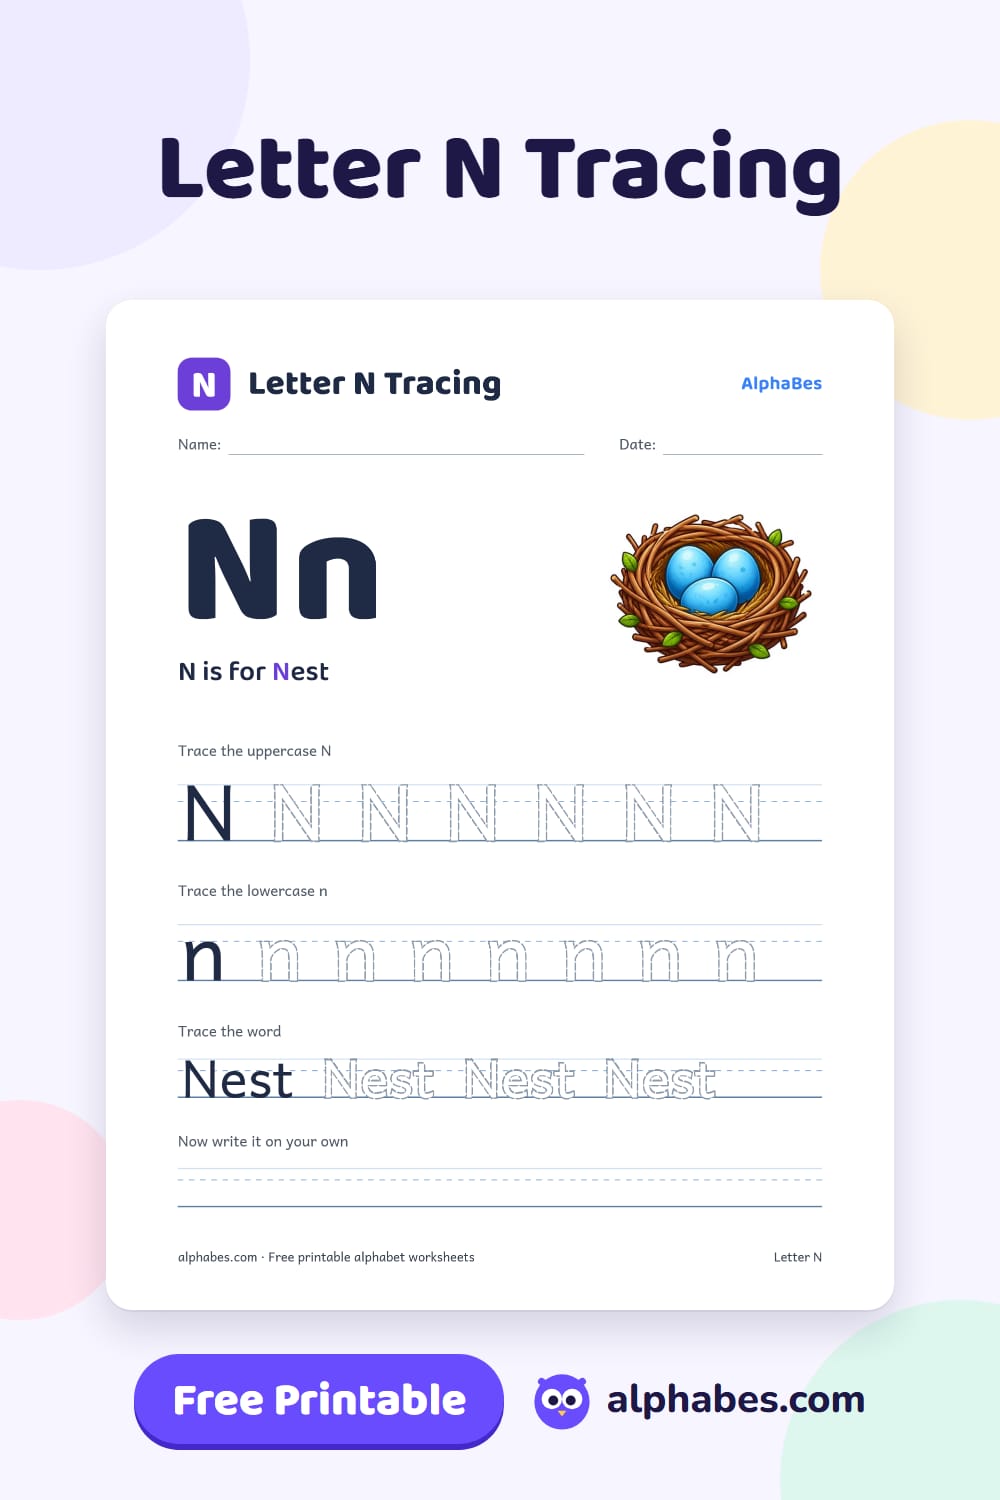 Letter N Tracing
N Letter N Tracing AlphaBes
Name: Date:
Nn
N is for Nest
Trace the uppercase N
N N N N N N N
Trace the lowercase n
n n n n n n n n
Trace the word
Nest Nest Nest Nest
Now write it on your own
alphabes.com · Free printable alphabet worksheets Letter N
Free Printable alphabes.com